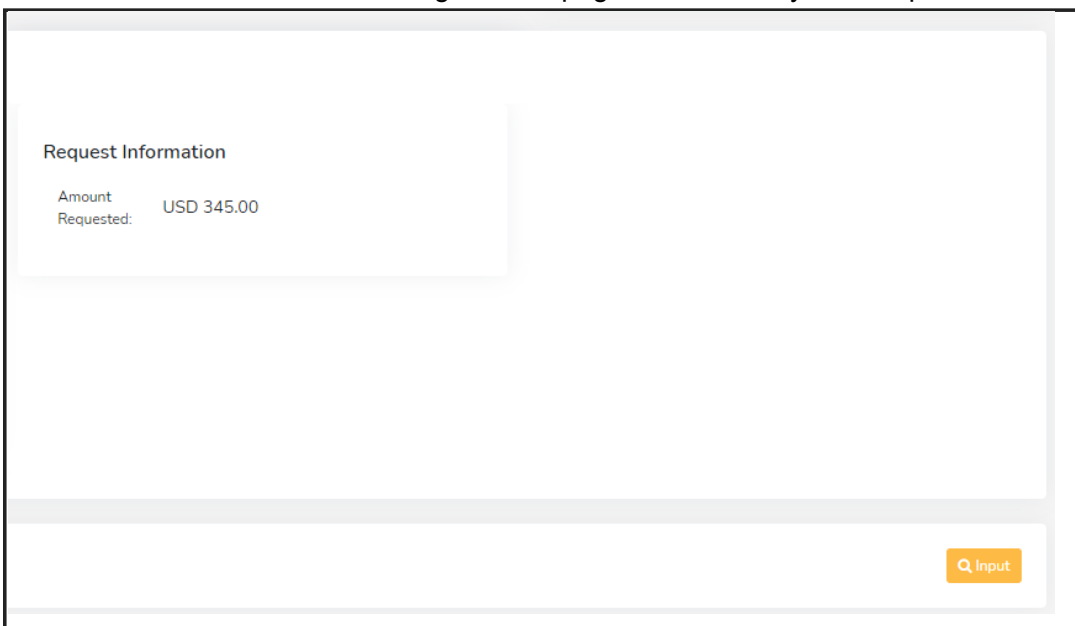 Request Information
Amount
Requested:
USD 345.00
Input